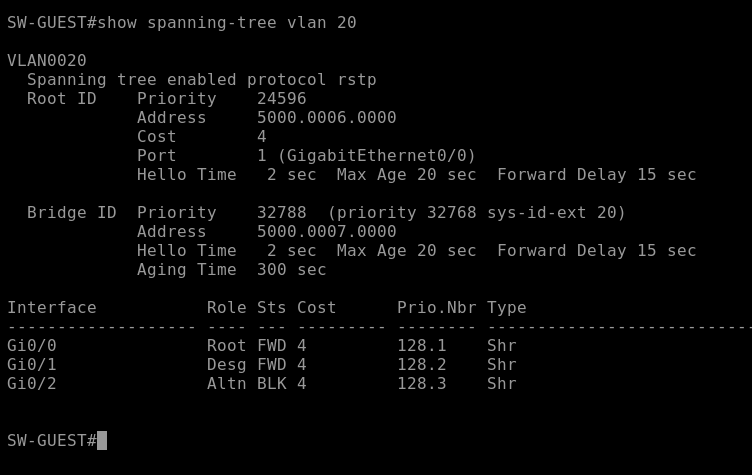 SW-GUEST#show spanning-tree vlan 20

VLAN0020
  Spanning tree enabled protocol rstp
  Root ID    Priority    24596
             Address     5000.0006.0000
             Cost        4
             Port        1 (GigabitEthernet0/0)
             Hello Time   2 sec  Max Age 20 sec  Forward Delay 15 sec

  Bridge ID  Priority    32788  (priority 32768 sys-id-ext 20)
             Address     5000.0007.0000
             Hello Time   2 sec  Max Age 20 sec  Forward Delay 15 sec
             Aging Time  300 sec

Interface           Role Sts Cost      Prio.Nbr Type
------------------- ---- --- --------- -------- ---------------------------
Gi0/0               Root FWD 4         128.1    Shr
Gi0/1               Desg FWD 4         128.2    Shr
Gi0/2               Altn BLK 4         128.3    Shr

SW-GUEST#